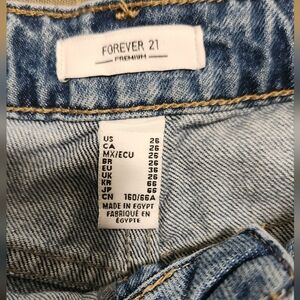 FOREVER 21
PREMIUM
US 26
CA 26
MX/ECU 26
BR 36
EU 36
UK 26
KR 66
JP 66
CN 160/66A
MADE IN EGYPT
FABRIQUÉ EN
ÉGYPTE